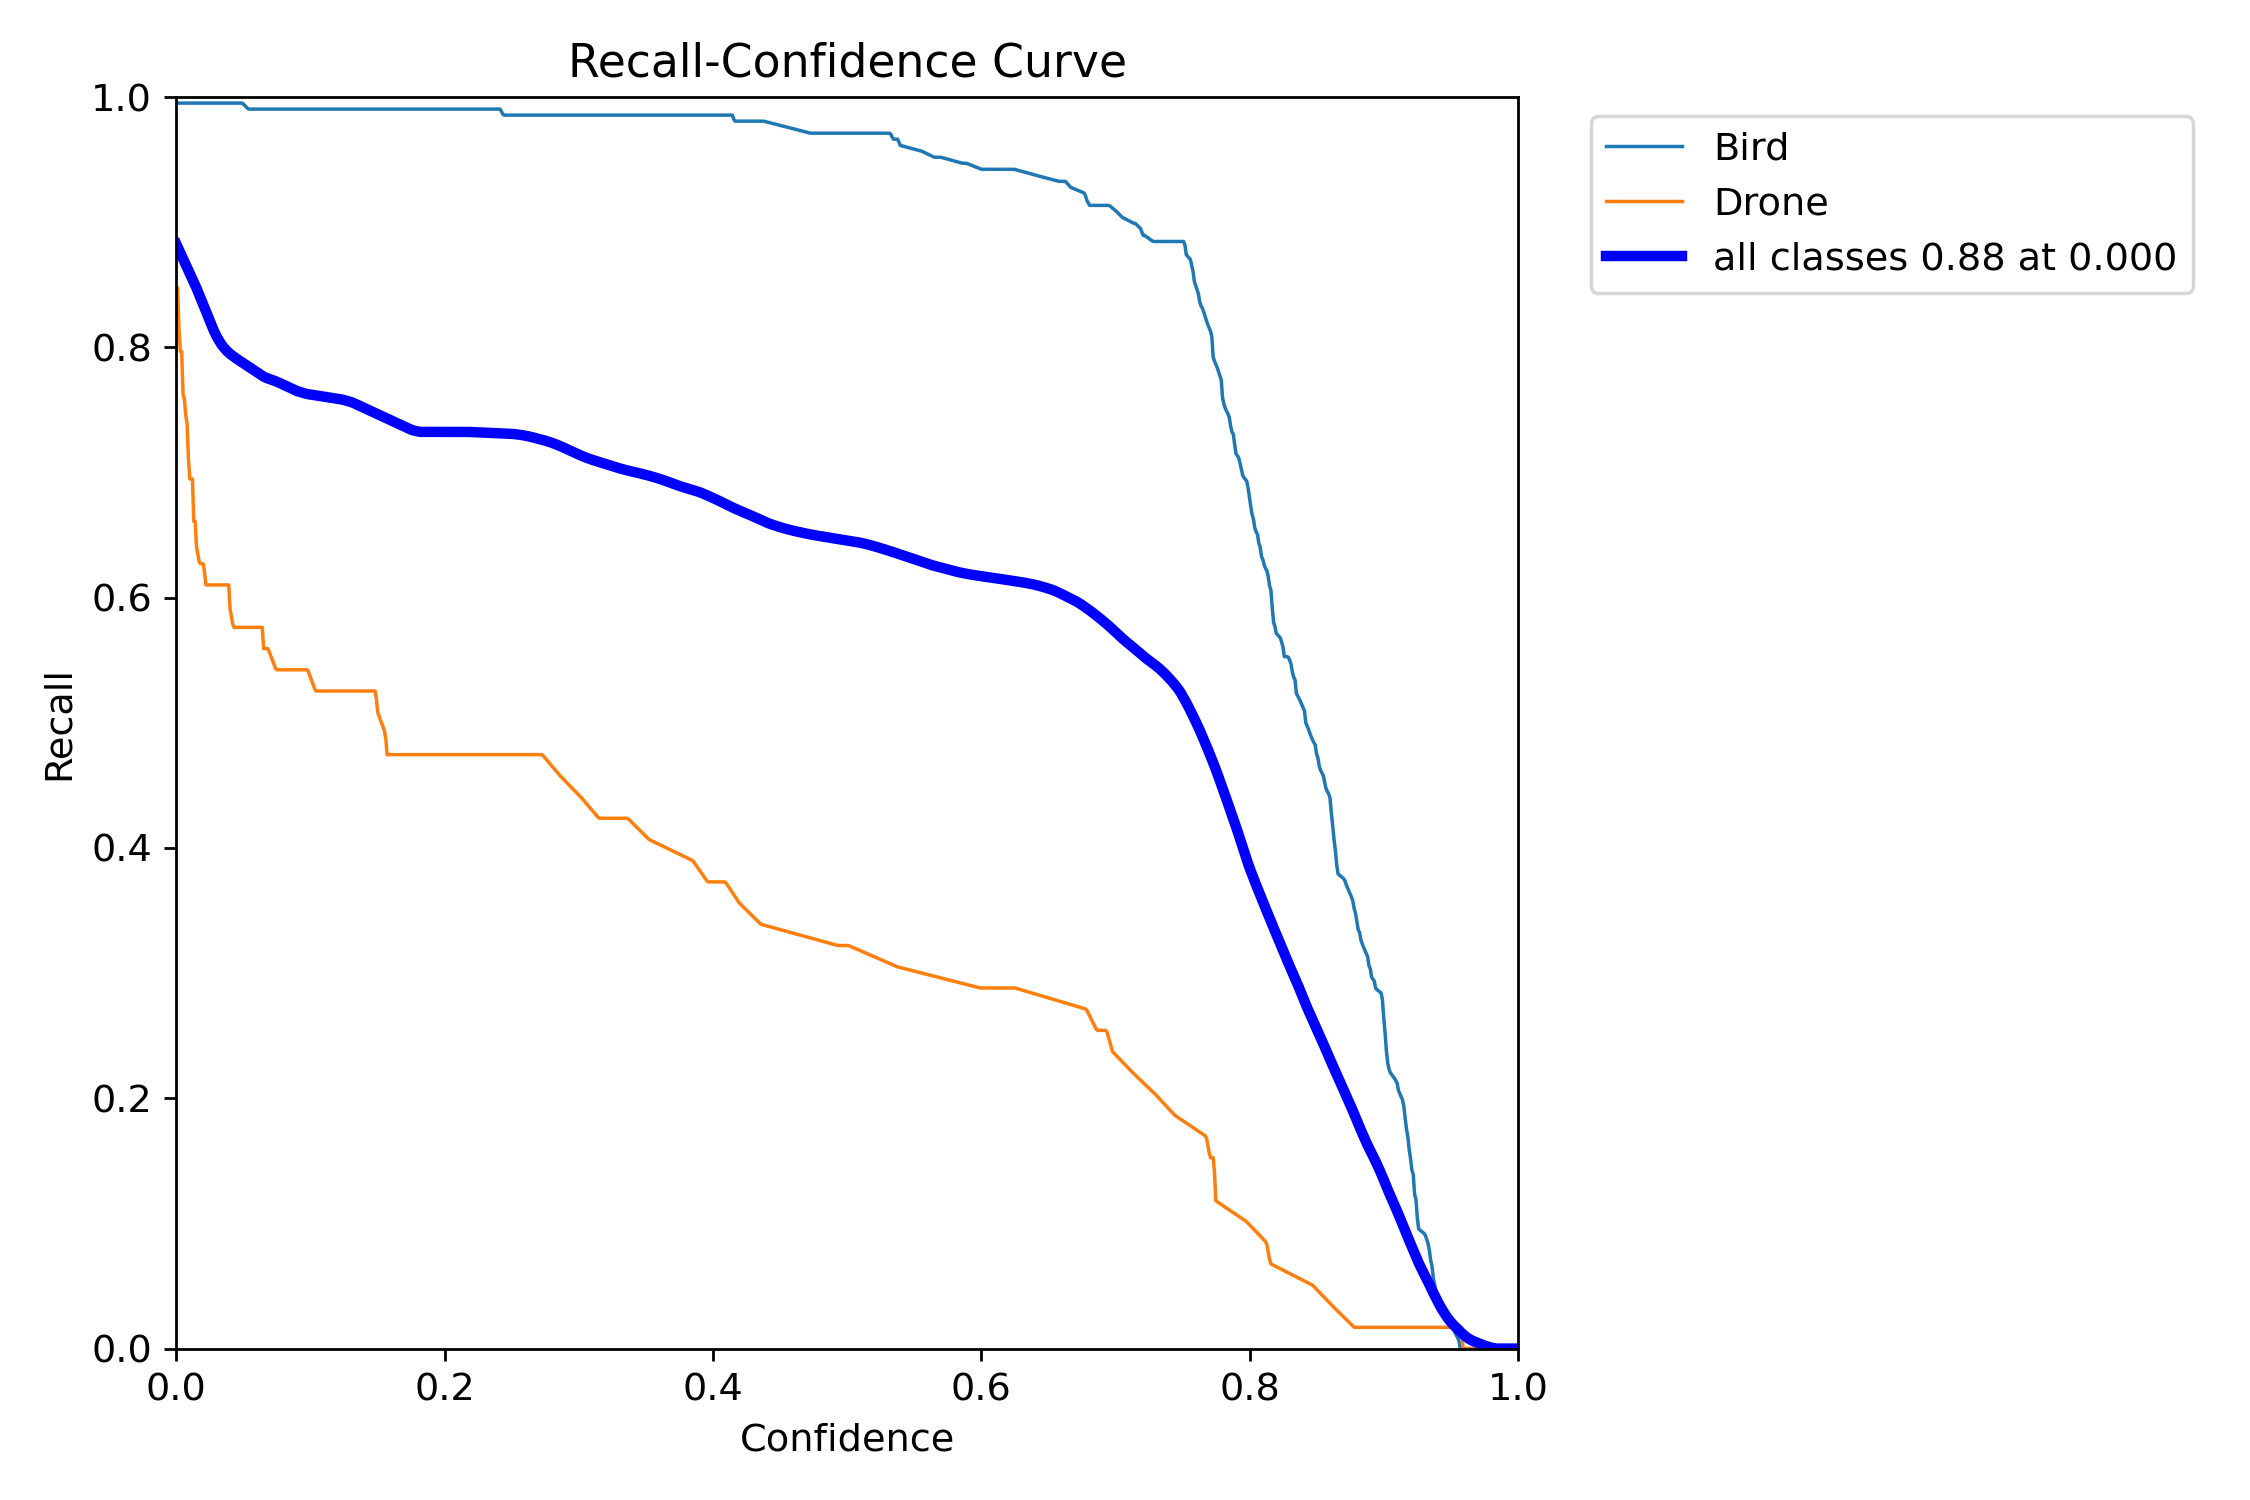 Recall-Confidence Curve
1.0
0.8
0.6
0.4
0.2
0.0
Recall
0.0 0.2 0.4 0.6 0.8 1.0
Confidence
Bird
Drone
all classes 0.88 at 0.000